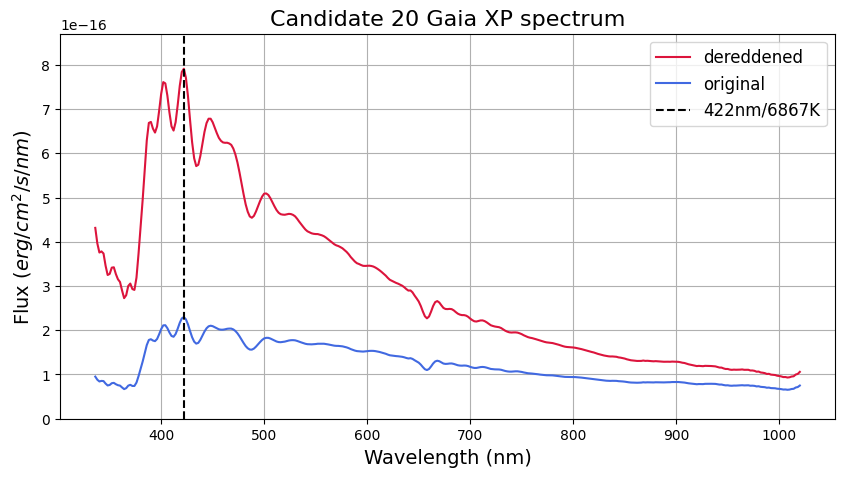 Candidate 20 Gaia XP spectrum
1e−16
dereddened
original
422nm/6867K
8
7
6
5
4
3
2
1
0
Flux (erg/cm²/s/nm)
400 500 600 700 800 900 1000
Wavelength (nm)